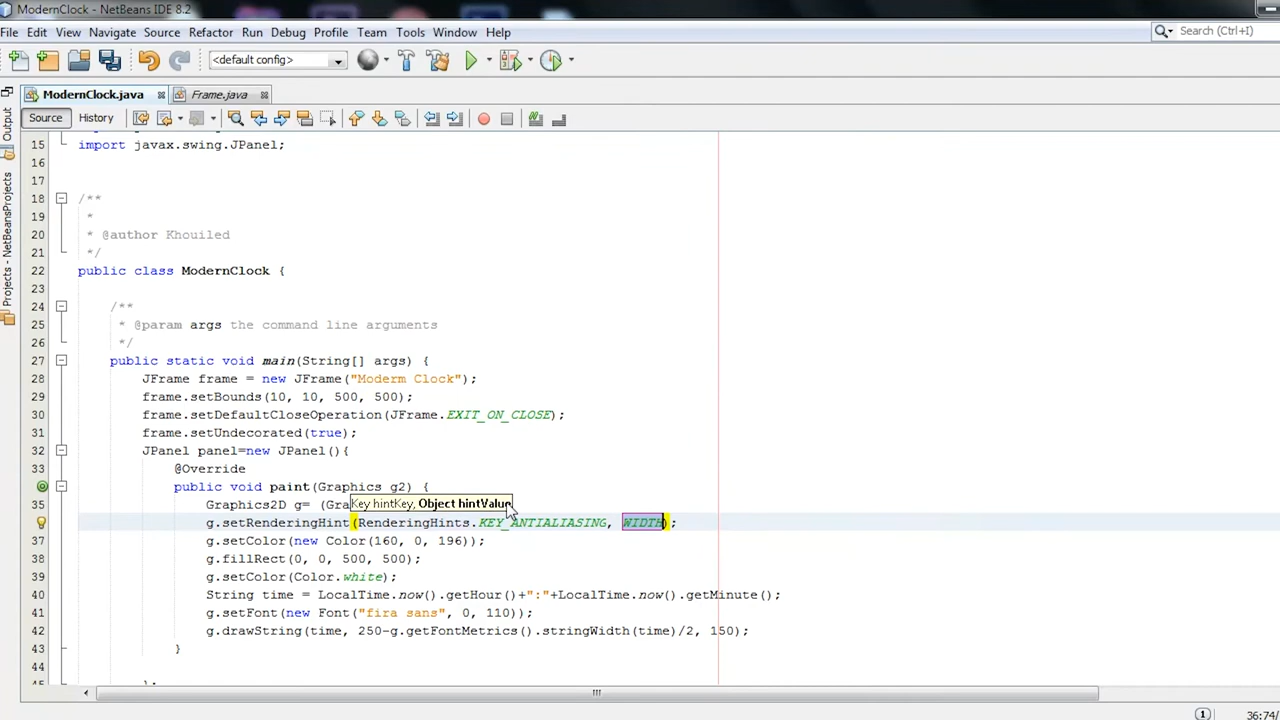 ModernClock - NetBeans IDE 8.2
File Edit View Navigate Source Refactor Run Debug Profile Team Tools Window Help
Search (Ctrl+I)
<default config>
ModernClock.java Frame.java
Source History
Output
Projects - NetBeansProjects
15 import javax.swing.JPanel;
16
17
18 /**
19 *
20 * @author Khouiled
21 */
22 public class ModernClock {
23
24 /**
25 * @param args the command line arguments
26 */
27 public static void main(String[] args) {
28 JFrame frame = new JFrame("Moderm Clock");
29 frame.setBounds(10, 10, 500, 500);
30 frame.setDefaultCloseOperation(JFrame.EXIT_ON_CLOSE);
31 frame.setUndecorated(true);
32 JPanel panel=new JPanel(){
33 @Override
public void paint(Graphics g2) {
35 Graphics2D g= (Gra
Key hintKey, Object hintValue
g.setRenderingHint(RenderingHints.KEY_ANTIALIASING, WIDTH);
37 g.setColor(new Color(160, 0, 196));
38 g.fillRect(0, 0, 500, 500);
39 g.setColor(Color.white);
40 String time = LocalTime.now().getHour()+":"+LocalTime.now().getMinute();
41 g.setFont(new Font("fira sans", 0, 110));
42 g.drawString(time, 250-g.getFontMetrics().stringWidth(time)/2, 150);
43 }
44
45 };
1 36:74/